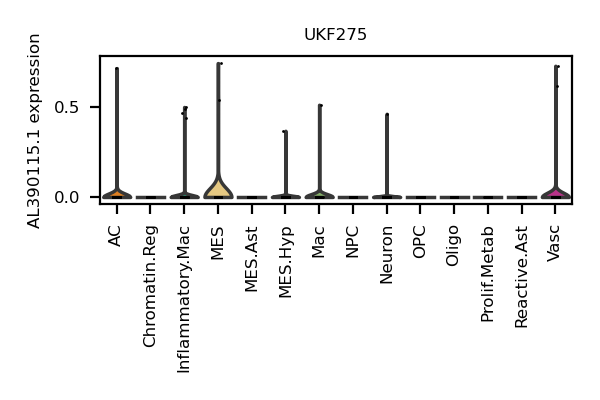 UKF275
AL390115.1 expression
0.5
0.0
AC
Chromatin.Reg
Inflammatory.Mac
MES
MES.Ast
MES.Hyp
Mac
NPC
Neuron
OPC
Oligo
Prolif.Metab
Reactive.Ast
Vasc